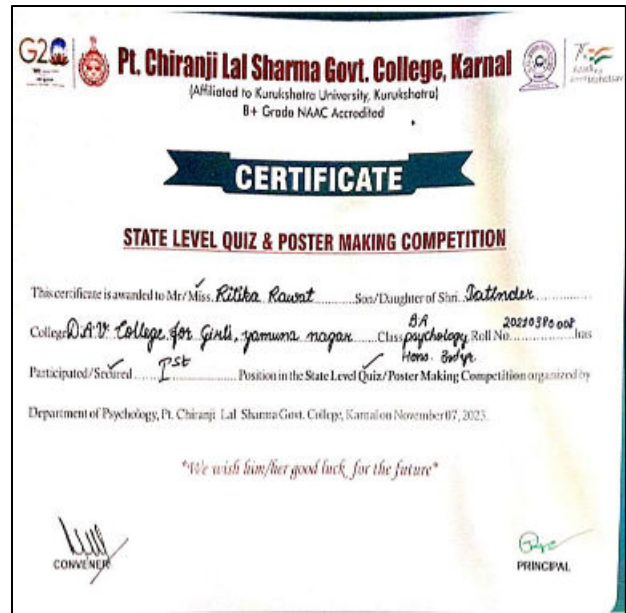 G20
Pt. Chiranji Lal Sharma Govt. College, Karnal
(Affiliated to Kurukshetra University, Kurukshetra)
B+ Grade NAAC Accredited
CERTIFICATE
STATE LEVEL QUIZ & POSTER MAKING COMPETITION
This certificate is awarded to Mr/Miss. Ritika Rawat Son/Daughter of Shri.
College D.A.V. College for Girls, yamuna nagar Class BA psychology Hons. Roll No. has
Participated/Secured Ist Position in the State Level Quiz/Poster Making Competition organized by
Department of Psychology, Pt. Chiranji Lal Sharma Govt. College, Karnal on November 07, 2023.
"We wish him/her good luck for the future"
CONVENER
PRINCIPAL